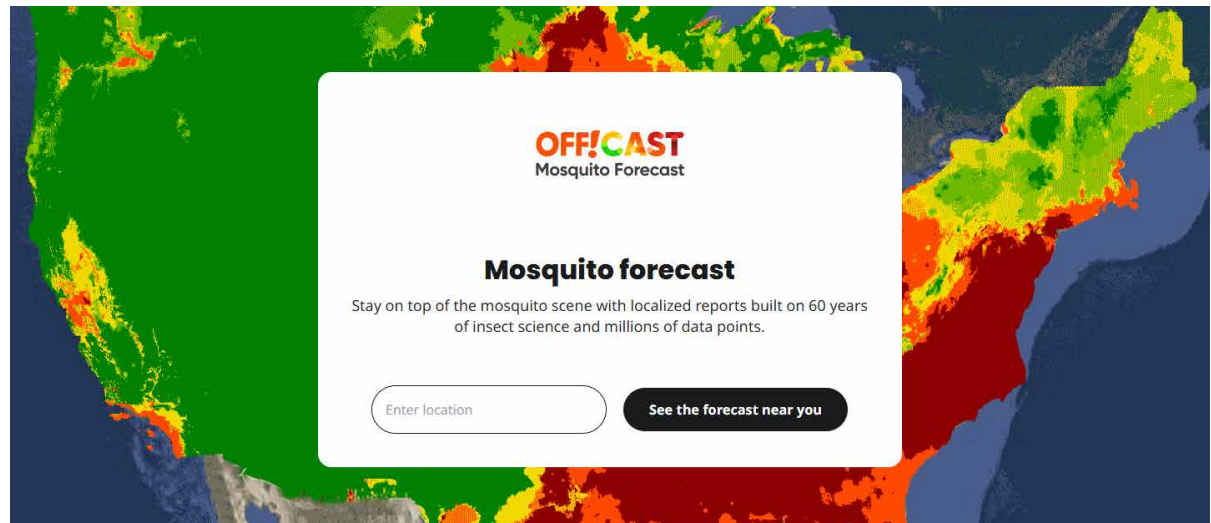 OFF!CAST
Mosquito Forecast
Mosquito forecast
Stay on top of the mosquito scene with localized reports built on 60 years
of insect science and millions of data points.
Enter location
See the forecast near you